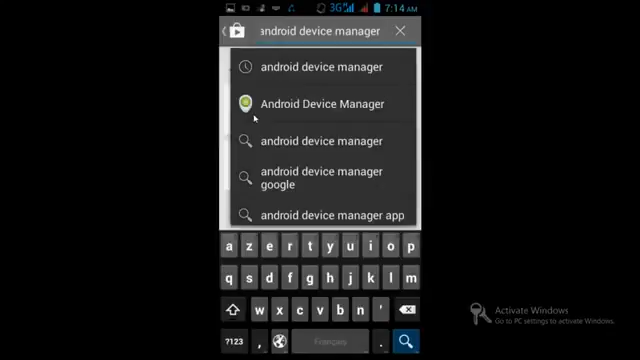 3G 7:14 AM
android device manager
android device manager
Android Device Manager
android device manager
android device manager
google
android device manager app
a z e r t y u i o p
q s d f g h j k l m
w x c v b n '
?123 , Français .
Activate Windows
Go to PC settings to activate Windows.